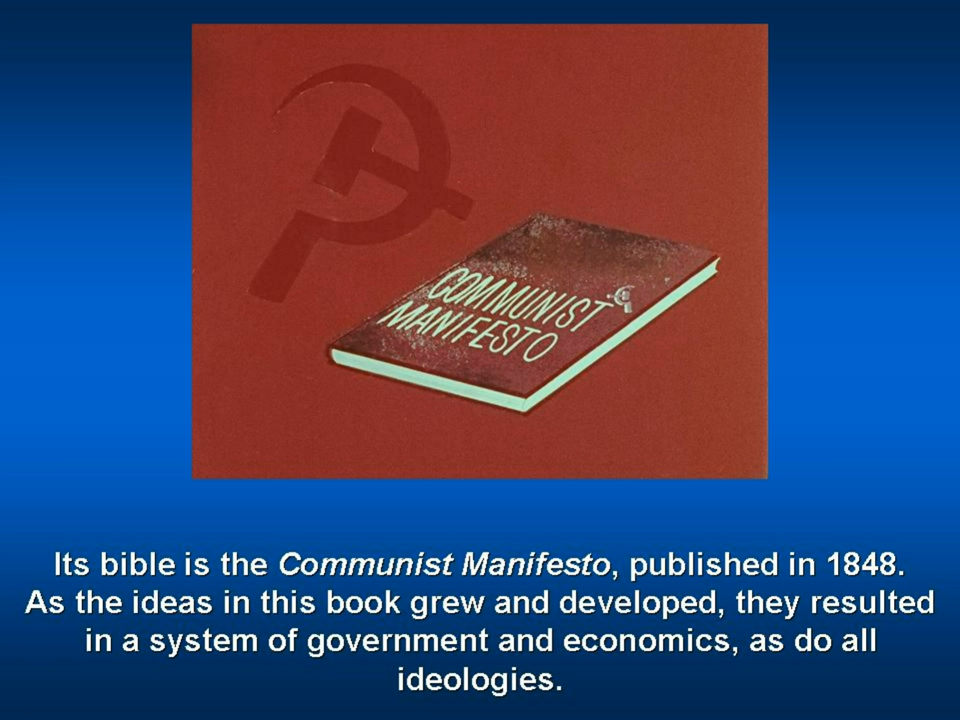 COMMUNIST
MANIFESTO
Its bible is the Communist Manifesto, published in 1848.
As the ideas in this book grew and developed, they resulted
in a system of government and economics, as do all
ideologies.